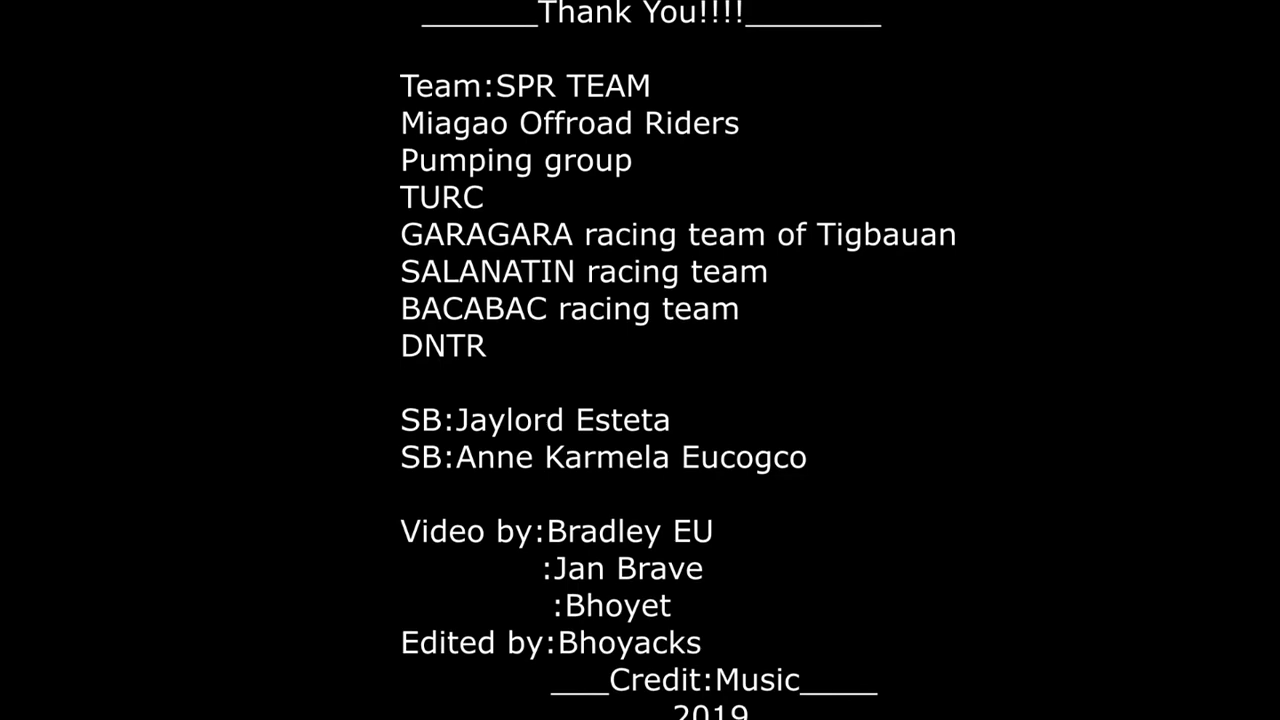 _______Thank You!!!!________
Team:SPR TEAM
Miagao Offroad Riders
Pumping group
TURC
GARAGARA racing team of Tigbauan
SALANATIN racing team
BACABAC racing team
DNTR
SB:Jaylord Esteta
SB:Anne Karmela Eucogco
Video by:Bradley EU
:Jan Brave
:Bhoyet
Edited by:Bhoyacks
___Credit:Music____
2019